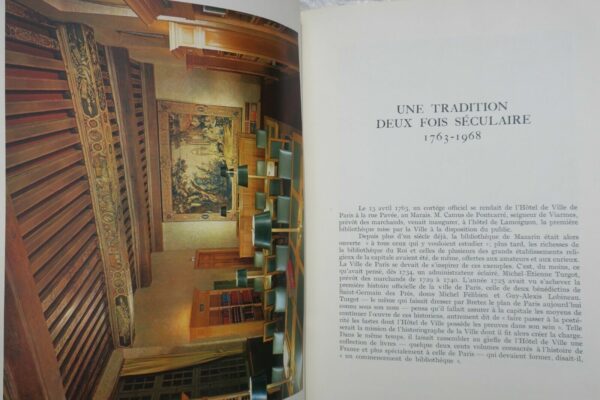 UNE TRADITION
DEUX FOIS SÉCULAIRE
1763-1968
Le 13 avril 1763, un cortège officiel se rendait de l'Hôtel de Ville de
Paris à la rue Pavée, au Marais. M. Camus de Pontcarré, seigneur de Viarmes,
prévôt des marchands, venait inaugurer, à l'hôtel de Lamoignon, la première
bibliothèque mise par la Ville à la disposition du public.
Depuis plus d'un siècle déjà, la bibliothèque de Mazarin était alors
ouverte « à tous ceux qui y vouloient estudier » ; plus tard, les richesses de
la bibliothèque du Roi et celles de plusieurs des grands établissements reli-
gieux de la capitale avaient été, de même, offertes aux amateurs et aux curieux.
La Ville de Paris se devait de s'inspirer de ces exemples. C'est, du moins, ce
qu'avait pensé, dès 1734, un administrateur éclairé, Michel-Etienne Turgot,
prévôt des marchands de 1729 à 1740. L'année 1725 avait vu s'achever la
première histoire officielle de la ville de Paris, celle de deux bénédictins de
Saint-Germain des Prés, dons Michel Félibien et Guy-Alexis Lobineau.
Turgot — le même qui faisait dresser par Bretez le plan de Paris aujourd'hui
connu sous son nom — pensa qu'il fallait assurer à la capitale les moyens de
continuer l'œuvre de ces historiens, autrement dit de « faire passer à la posté-
rité les fastes dont l'Hôtel de Ville possède les preuves dans son sein ». Telle
serait la mission de l'historiographe de la Ville dont il fit alors créer la charge.
Dans le même temps, il faisait rassembler au greffe de l'Hôtel de Ville une
collection de livres — quelque deux cents volumes consacrés à l'histoire de
France et plus spécialement à celle de Paris — qui devaient former, disait-il,
« un commencement de bibliothèque ».